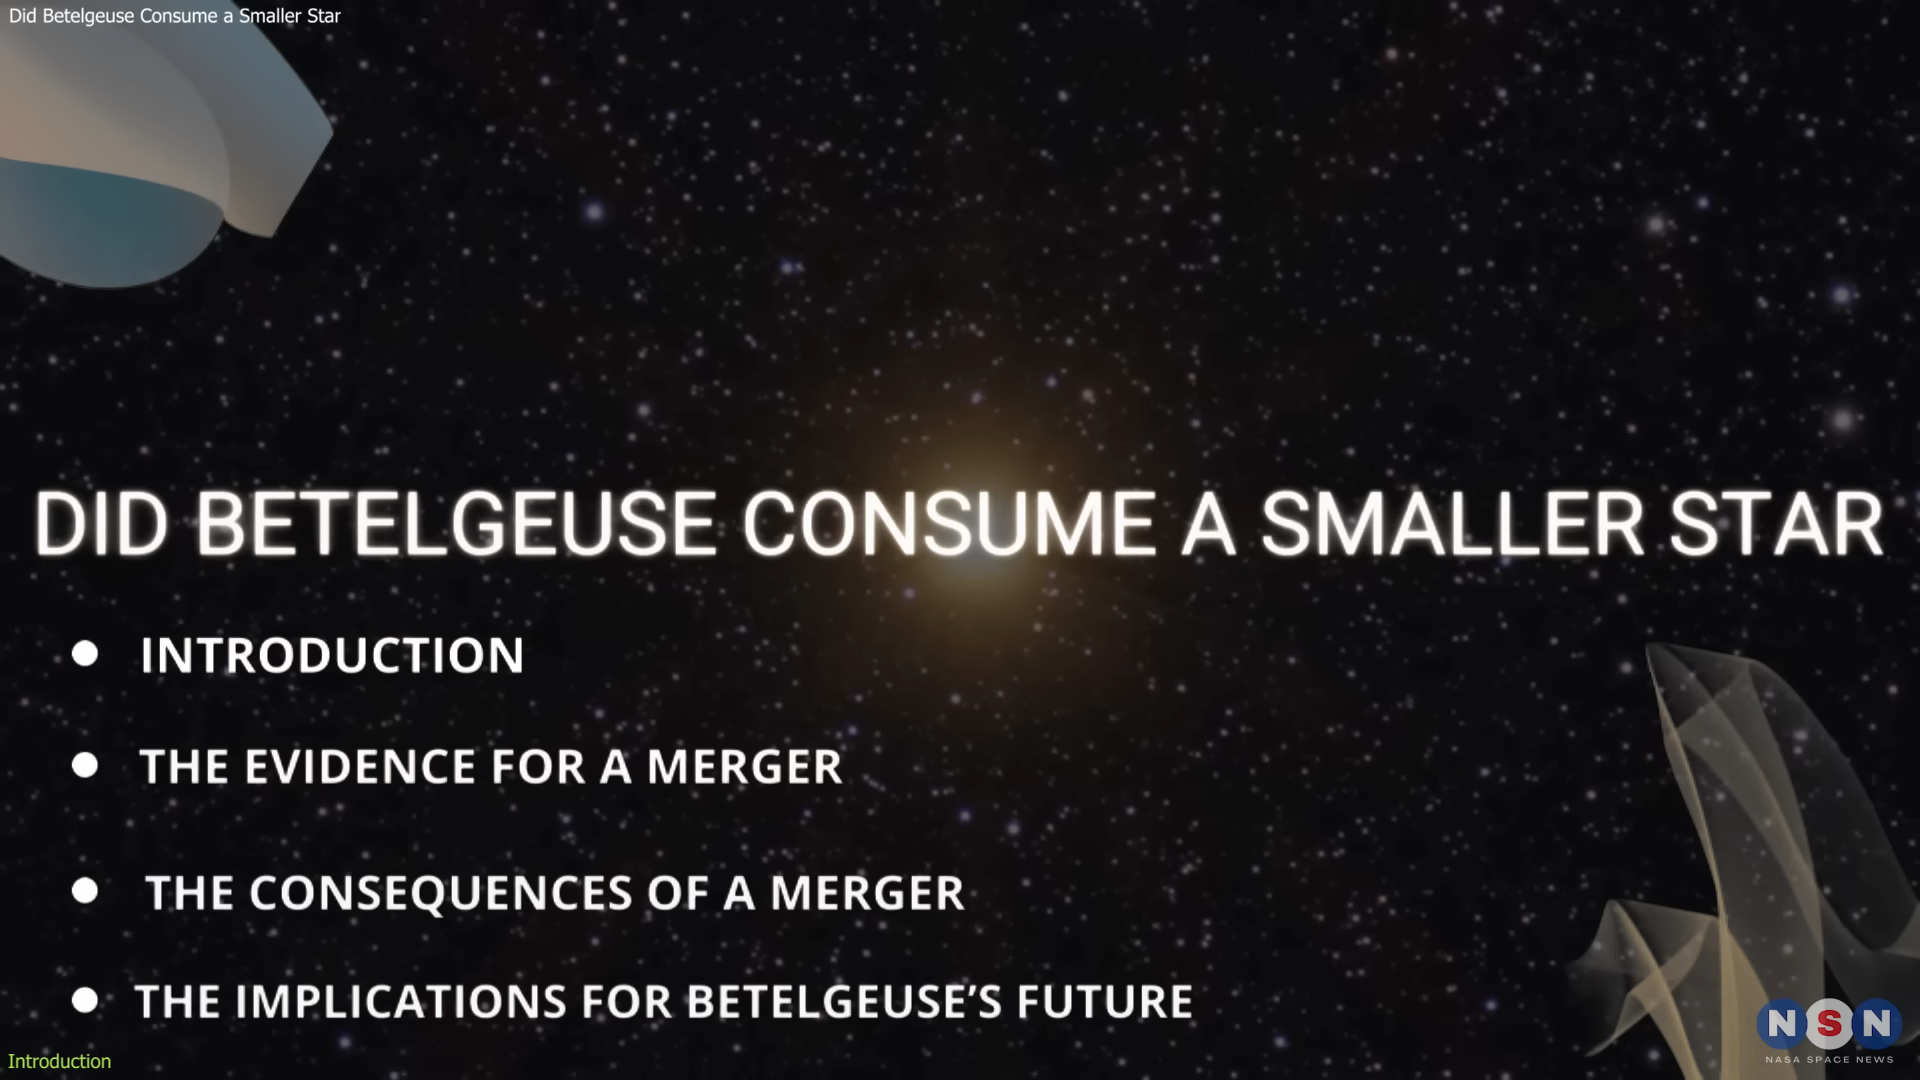 Did Betelgeuse Consume a Smaller Star
DID BETELGEUSE CONSUME A SMALLER STAR
● INTRODUCTION
● THE EVIDENCE FOR A MERGER
● THE CONSEQUENCES OF A MERGER
● THE IMPLICATIONS FOR BETELGEUSE’S FUTURE
Introduction
NSN
NASA SPACE NEWS